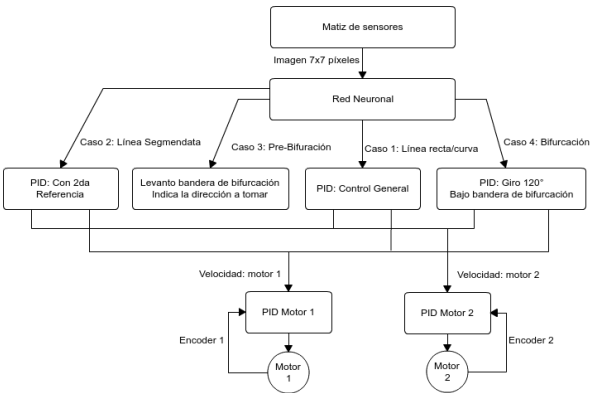 Matiz de sensores
Imagen 7x7 píxeles
Red Neuronal
Caso 2: Línea Segmendata
Caso 3: Pre-Bifuración
Caso 1: Línea recta/curva
Caso 4: Bifurcación
PID: Con 2da
Referencia
Levanto bandera de bifurcación
Indica la dirección a tomar
PID: Control General
PID: Giro 120°
Bajo bandera de bifurcación
Velocidad: motor 1
Velocidad: motor 2
PID Motor 1
PID Motor 2
Encoder 1
Encoder 2
Motor
1
Motor
2